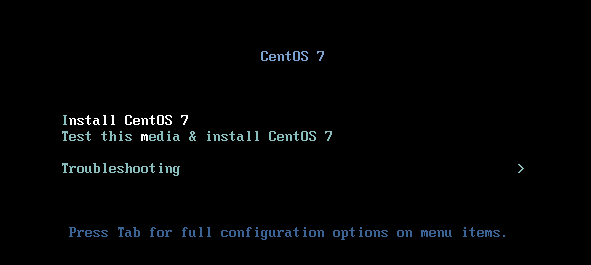 CentOS 7
Install CentOS 7
Test this media & install CentOS 7
Troubleshooting >
Press Tab for full configuration options on menu items.